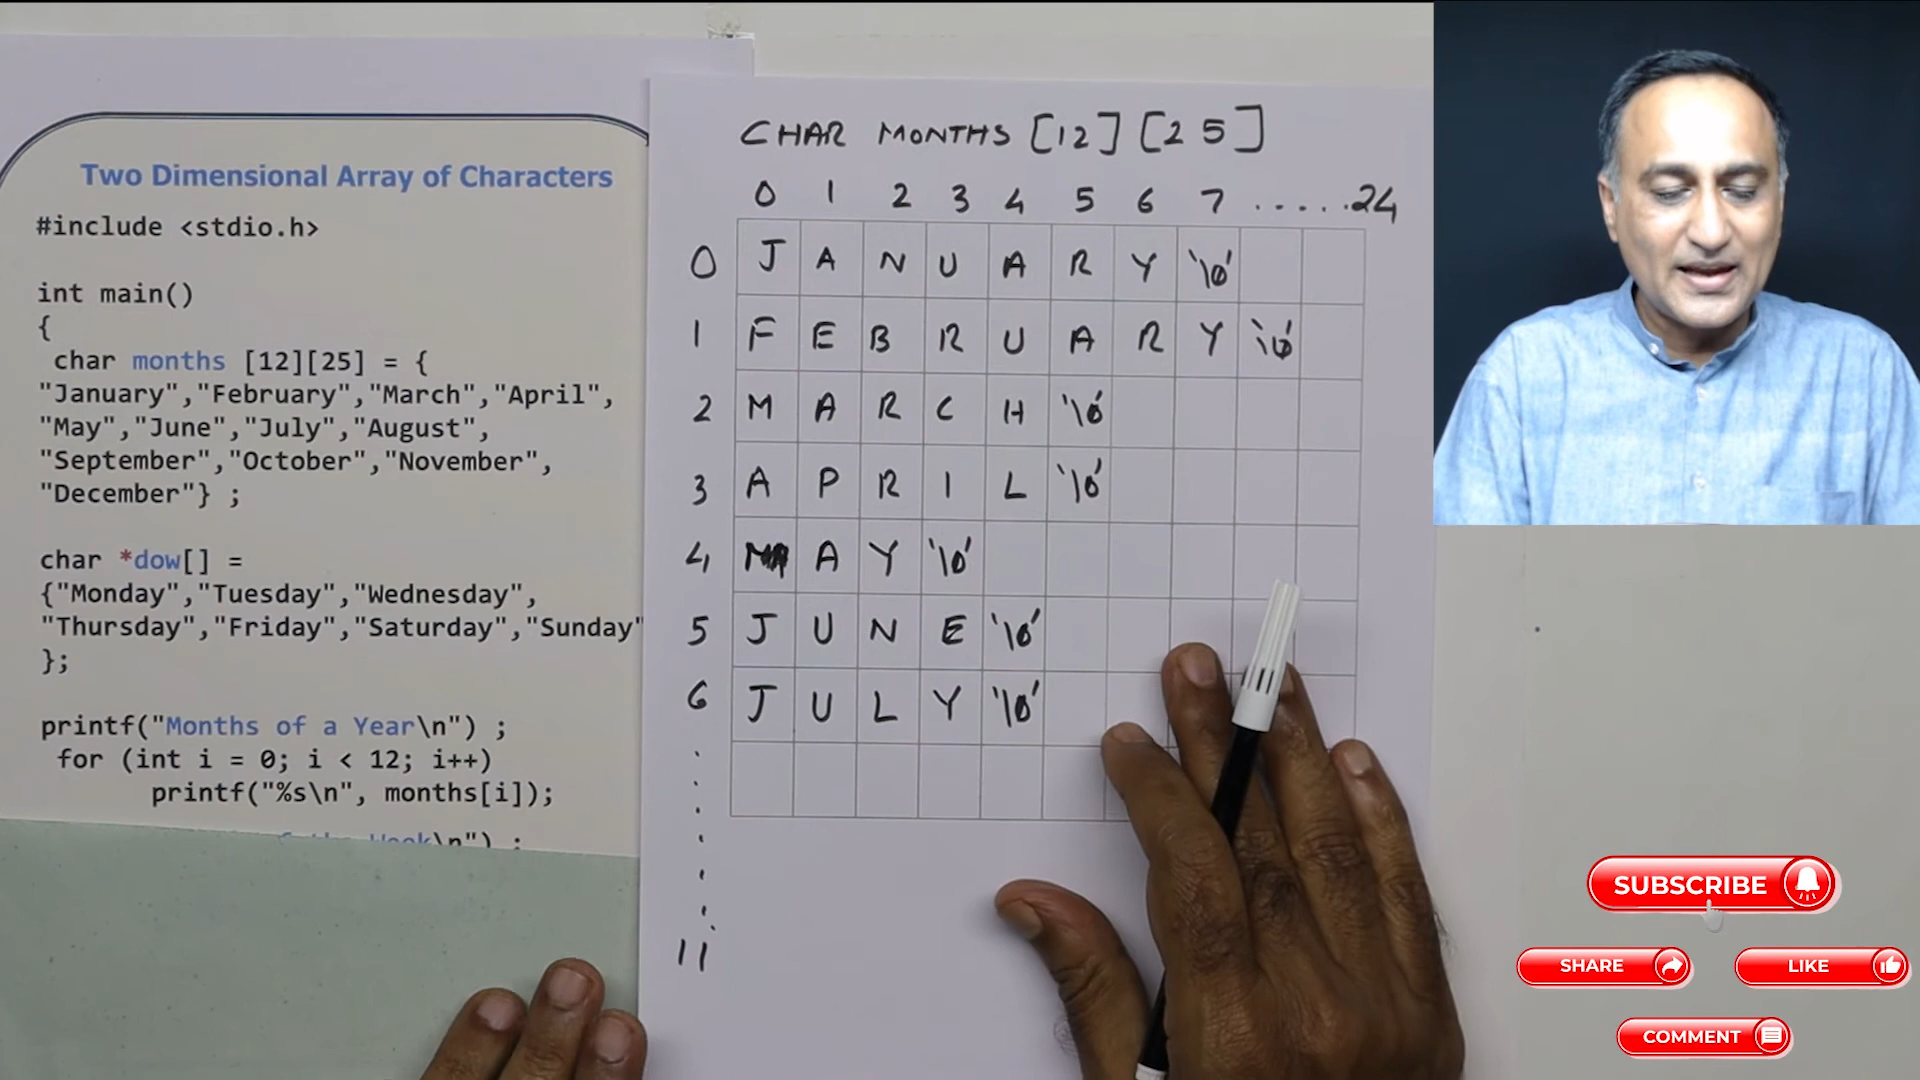 Two Dimensional Array of Characters
#include <stdio.h>
int main()
{
char months [12][25] = {
"January","February","March","April",
"May","June","July","August",
"September","October","November",
"December"} ;
char *dow[] =
{"Monday","Tuesday","Wednesday",
"Thursday","Friday","Saturday","Sunday"
};
printf("Months of a Year\n") ;
for (int i = 0; i < 12; i++)
printf("%s\n", months[i]);
CHAR MONTHS [12] [25]
0 1 2 3 4 5 6 7 ......24
0 J A N U A R Y '\0'
1 F E B R U A R Y '\0'
2 M A R C H '\0'
3 A P R I L '\0'
4 M A Y '\0'
5 J U N E '\0'
6 J U L Y '\0'
11
SUBSCRIBE
SHARE LIKE
COMMENT